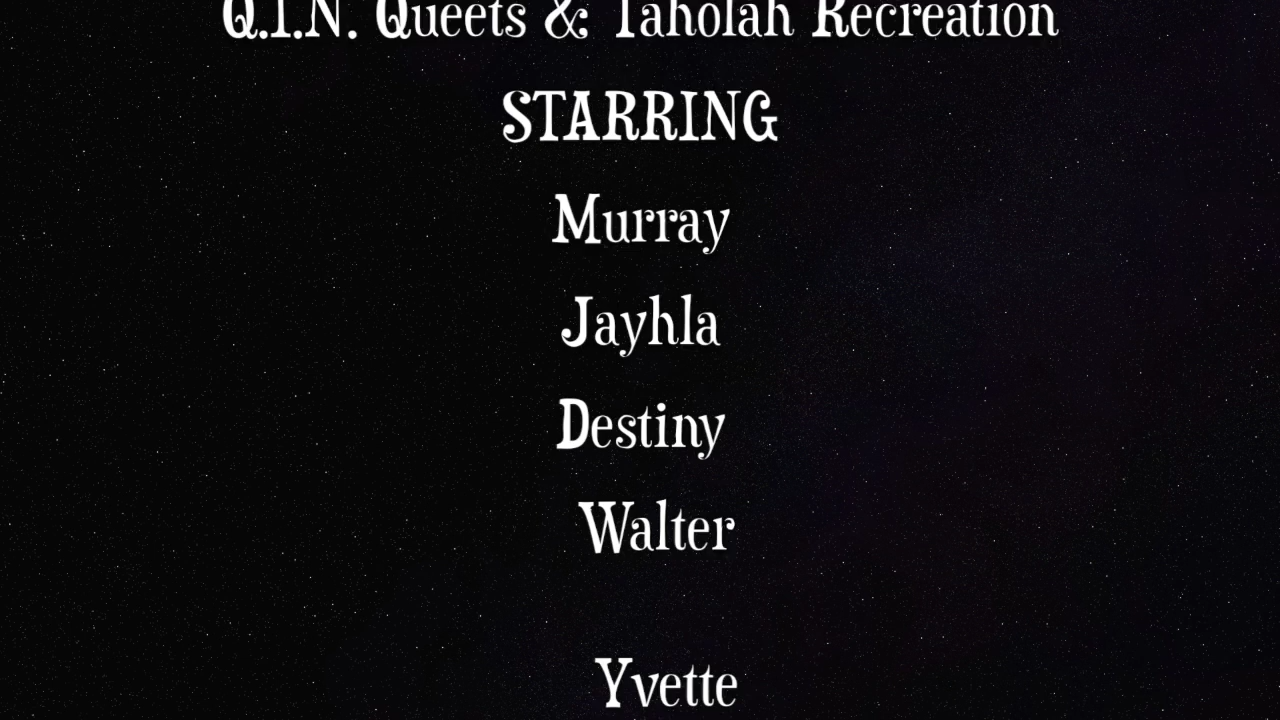 Q.I.N. Queets & Taholah Recreation
STARRING
Murray
Jayhla
Destiny
Walter
Yvette